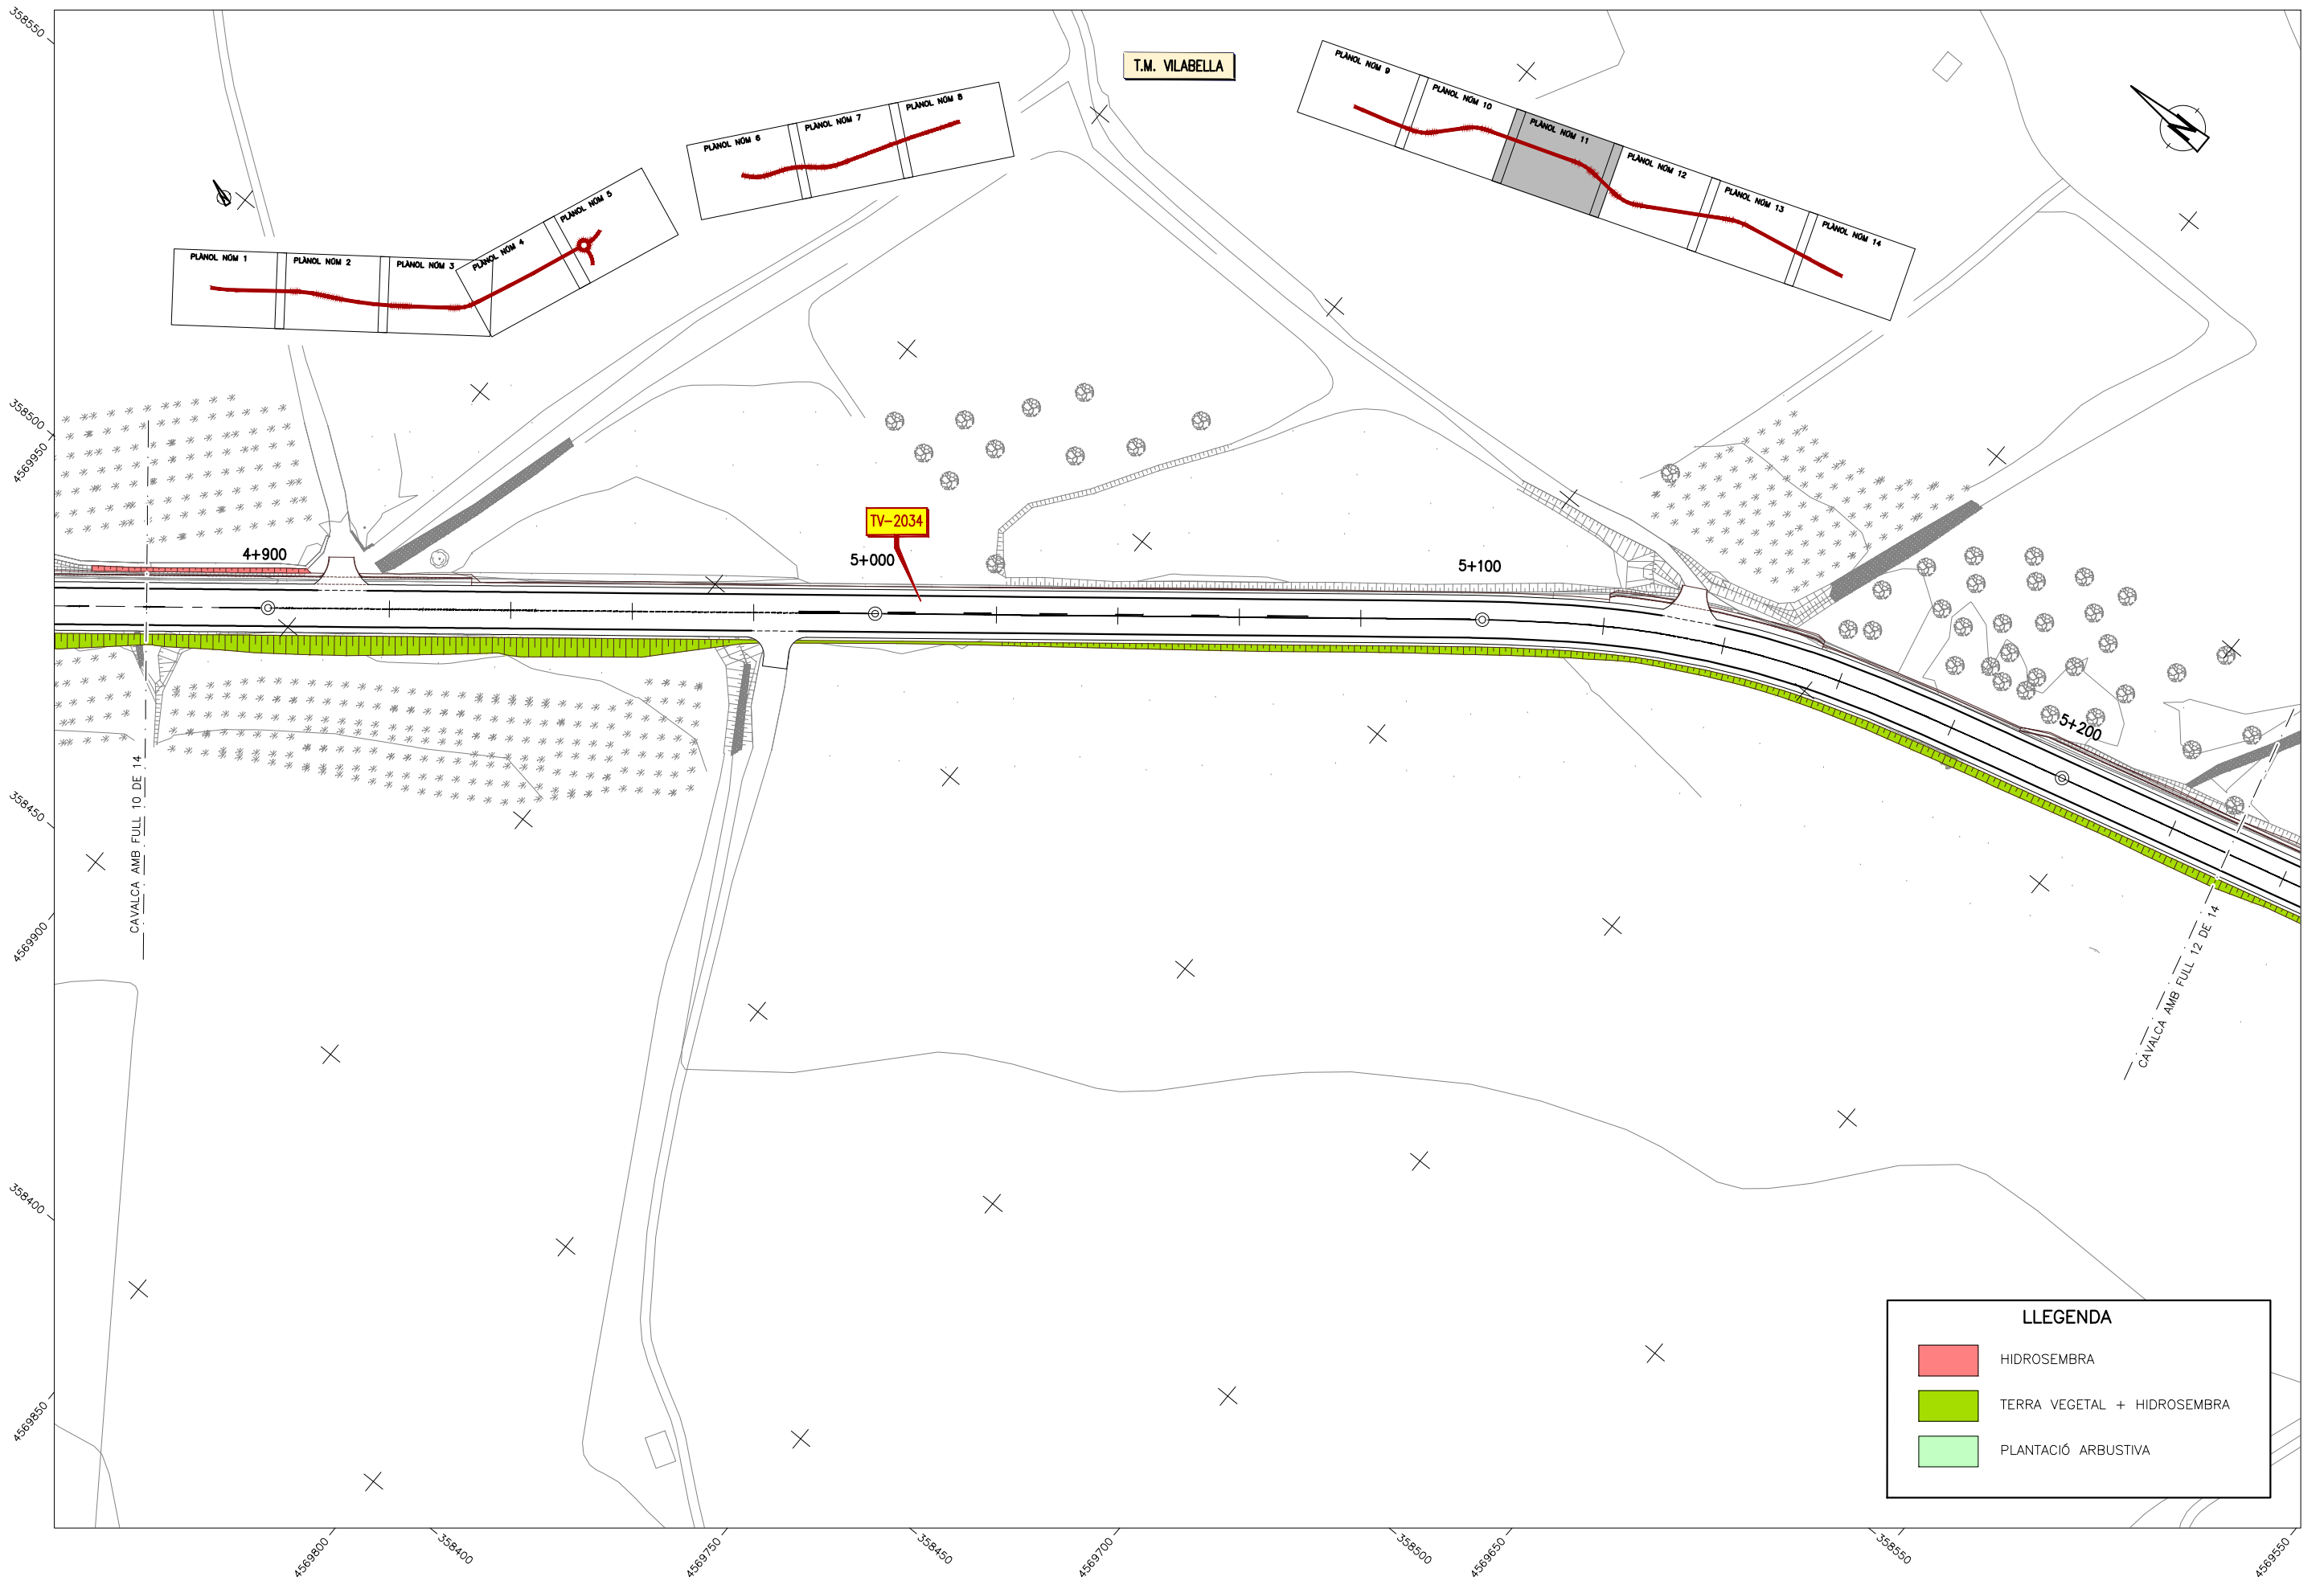 358550
T.M. VILABELLA
PLÀNOL NÚM 9
PLÀNOL NÚM 10
PLÀNOL NÚM 11
PLÀNOL NÚM 12
PLÀNOL NÚM 13
PLÀNOL NÚM 14
N
PLÀNOL NÚM 6
PLÀNOL NÚM 7
PLÀNOL NÚM 8
PLÀNOL NÚM 1
PLÀNOL NÚM 2
PLÀNOL NÚM 3
PLÀNOL NÚM 4
PLÀNOL NÚM 5
358500
4569950
TV-2034
4+900
5+000
5+100
5+200
358450
CAVALCA AMB FULL 10 DE 14
4569900
CAVALCA AMB FULL 12 DE 14
358400
4569850
LLEGENDA
HIDROSEMBRA
TERRA VEGETAL + HIDROSEMBRA
PLANTACIÓ ARBUSTIVA
4569800
358400
4569750
358450
4569700
358500
4569650
358550
4569550